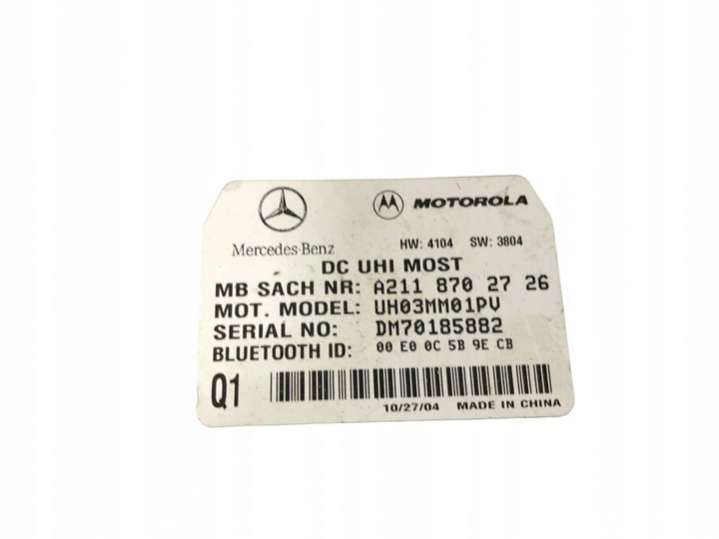 MOTOROLA
Mercedes-Benz
HW: 4104 SW: 3804
DC UHI MOST
MB SACH NR: A211 870 27 26
MOT. MODEL: UH03MM01PV
SERIAL NO: DM70185882
BLUETOOTH ID: 00 E0 0C 5B 9E CB
Q1
10/27/04 MADE IN CHINA